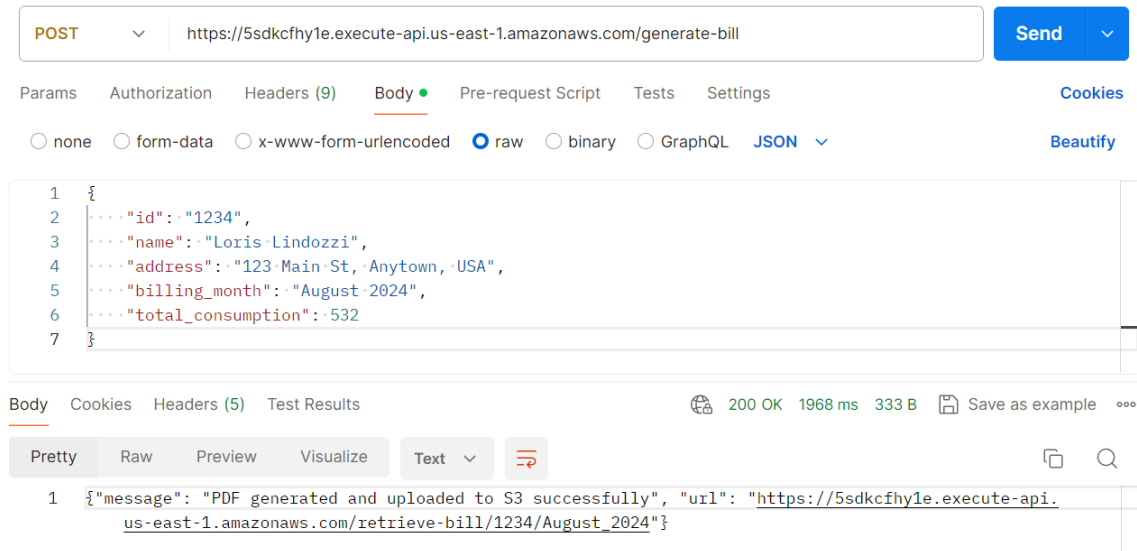 POST https://5sdkcfhy1e.execute-api.us-east-1.amazonaws.com/generate-bill Send
Params Authorization Headers (9) Body Pre-request Script Tests Settings Cookies
none form-data x-www-form-urlencoded raw binary GraphQL JSON Beautify
1 {
2 "id": "1234",
3 "name": "Loris Lindozzi",
4 "address": "123 Main St, Anytown, USA",
5 "billing_month": "August 2024",
6 "total_consumption": 532
7 }
Body Cookies Headers (5) Test Results 200 OK 1968 ms 333 B Save as example
Pretty Raw Preview Visualize Text
1 {"message": "PDF generated and uploaded to S3 successfully", "url": "https://5sdkcfhy1e.execute-api.
us-east-1.amazonaws.com/retrieve-bill/1234/August_2024"}